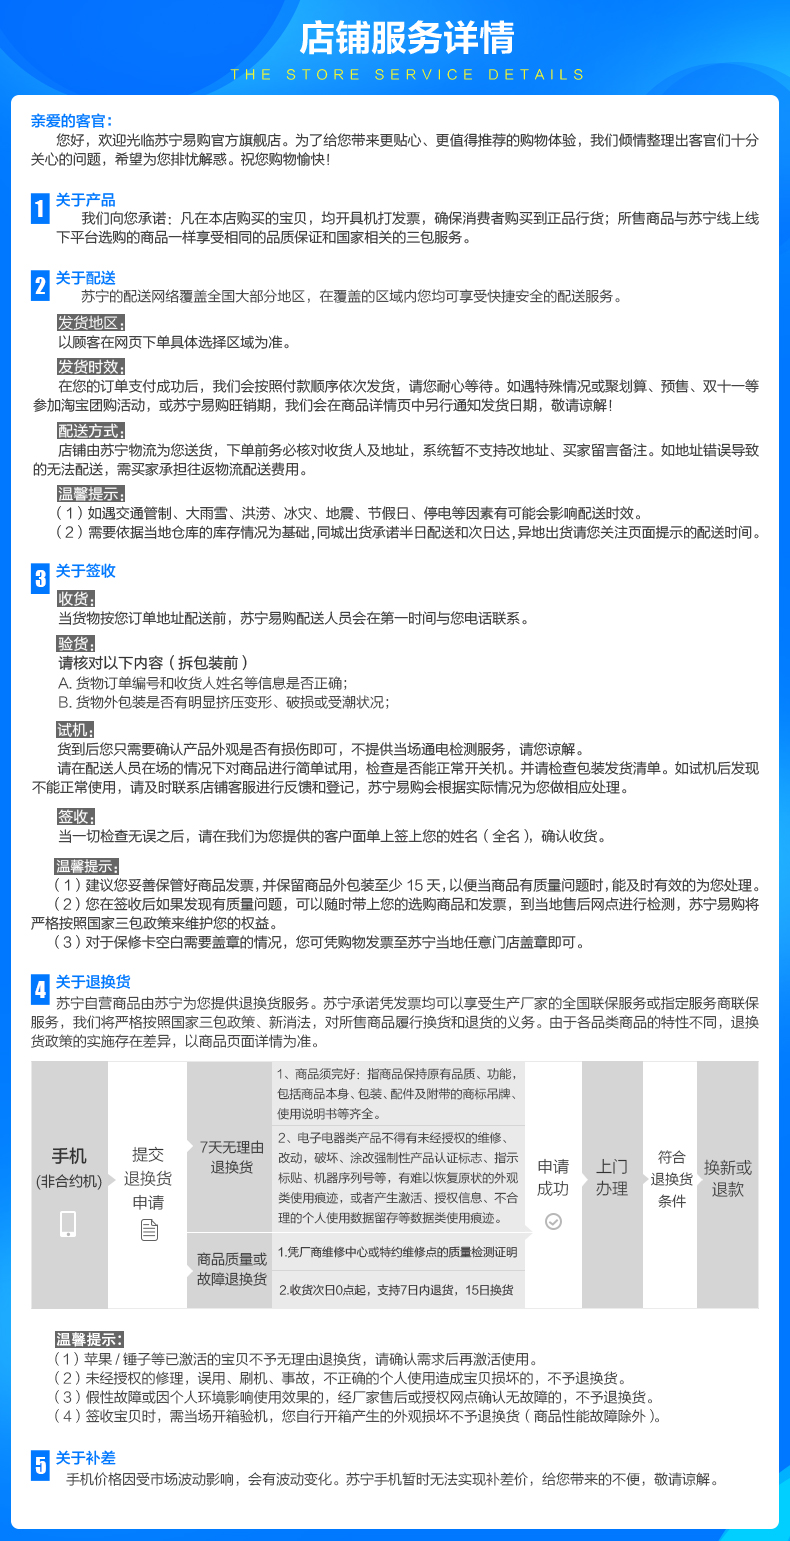 店铺服务详情
THE STORE SERVICE DETAILS
亲爱的客官：
您好，欢迎光临苏宁易购官方旗舰店。为了给您带来更贴心、更值得推荐的购物体验，我们倾情整理出客官们十分
关心的问题，希望为您排忧解惑。祝您购物愉快！
1 关于产品
我们向您承诺：凡在本店购买的宝贝，均开具机打发票，确保消费者购买到正品行货；所售商品与苏宁线上线
下平台选购的商品一样享受相同的品质保证和国家相关的三包服务。
2 关于配送
苏宁的配送网络覆盖全国大部分地区，在覆盖的区域内您均可享受快捷安全的配送服务。
发货地区：
以顾客在网页下单具体选择区域为准。
发货时效：
在您的订单支付成功后，我们会按照付款顺序依次发货，请您耐心等待。如遇特殊情况或聚划算、预售、双十一等
参加淘宝团购活动，或苏宁易购旺销期，我们会在商品详情页中另行通知发货日期，敬请谅解！
配送方式：
店铺由苏宁物流为您送货，下单前务必核对收货人及地址，系统暂不支持改地址、买家留言备注。如地址错误导致
的无法配送，需买家承担往返物流配送费用。
温馨提示：
（1）如遇交通管制、大雨雪、洪涝、冰灾、地震、节假日、停电等因素有可能会影响配送时效。
（2）需要依据当地仓库的库存情况为基础，同城出货承诺半日配送和次日达，异地出货请您关注页面提示的配送时间。
3 关于签收
收货：
当货物按您订单地址配送前，苏宁易购配送人员会在第一时间与您电话联系。
验货：
请核对以下内容（拆包装前）
A. 货物订单编号和收货人姓名等信息是否正确；
B. 货物外包装是否有明显挤压变形、破损或受潮状况；
试机：
货到后您只需要确认产品外观是否有损伤即可，不提供当场通电检测服务，请您谅解。
请在配送人员在场的情况下对商品进行简单试用，检查是否能正常开关机。并请检查包装发货清单。如试机后发现
不能正常使用，请及时联系店铺客服进行反馈和登记，苏宁易购会根据实际情况为您做相应处理。
签收：
当一切检查无误之后，请在我们为您提供的客户面单上签上您的姓名（全名），确认收货。
温馨提示：
（1）建议您妥善保管好商品发票，并保留商品外包装至少 15 天，以便当商品有质量问题时，能及时有效的为您处理。
（2）您在签收后如果发现有质量问题，可以随时带上您的选购商品和发票，到当地售后网点进行检测，苏宁易购将
严格按照国家三包政策来维护您的权益。
（3）对于保修卡空白需要盖章的情况，您可凭购物发票至苏宁当地任意门店盖章即可。
4 关于退换货
苏宁自营商品由苏宁为您提供退换货服务。苏宁承诺凭发票均可以享受生产厂家的全国联保服务或指定服务商联保
服务，我们将严格按照国家三包政策、新消法，对所售商品履行换货和退货的义务。由于各品类商品的特性不同，退换
货政策的实施存在差异，以商品页面详情为准。
手机
(非合约机)
提交
退换货
申请
7天无理由
退换货
1、商品须完好：指商品保持原有品质、功能，
包括商品本身、包装、配件及附带的商标吊牌、
使用说明书等齐全。
2、电子电器类产品不得有未经授权的维修、
改动，破坏、涂改强制性产品认证标志、指示
标贴、机器序列号等，有难以恢复原状的外观
类使用痕迹，或者产生激活、授权信息、不合
理的个人使用数据留存等数据类使用痕迹。
商品质量或
故障退换货
1.凭厂商维修中心或特约维修点的质量检测证明
2.收货次日0点起，支持7日内退货，15日换货
申请
成功
上门
办理
符合
退换货
条件
换新或
退款
温馨提示：
（1）苹果 / 锤子等已激活的宝贝不予无理由退换货，请确认需求后再激活使用。
（2）未经授权的修理，误用、刷机、事故，不正确的个人使用造成宝贝损坏的，不予退换货。
（3）假性故障或因个人环境影响使用效果的，经厂家售后或授权网点确认无故障的，不予退换货。
（4）签收宝贝时，需当场开箱验机，您自行开箱产生的外观损坏不予退换货（商品性能故障除外）。
5 关于补差
手机价格因受市场波动影响，会有波动变化。苏宁手机暂时无法实现补差价，给您带来的不便，敬请谅解。